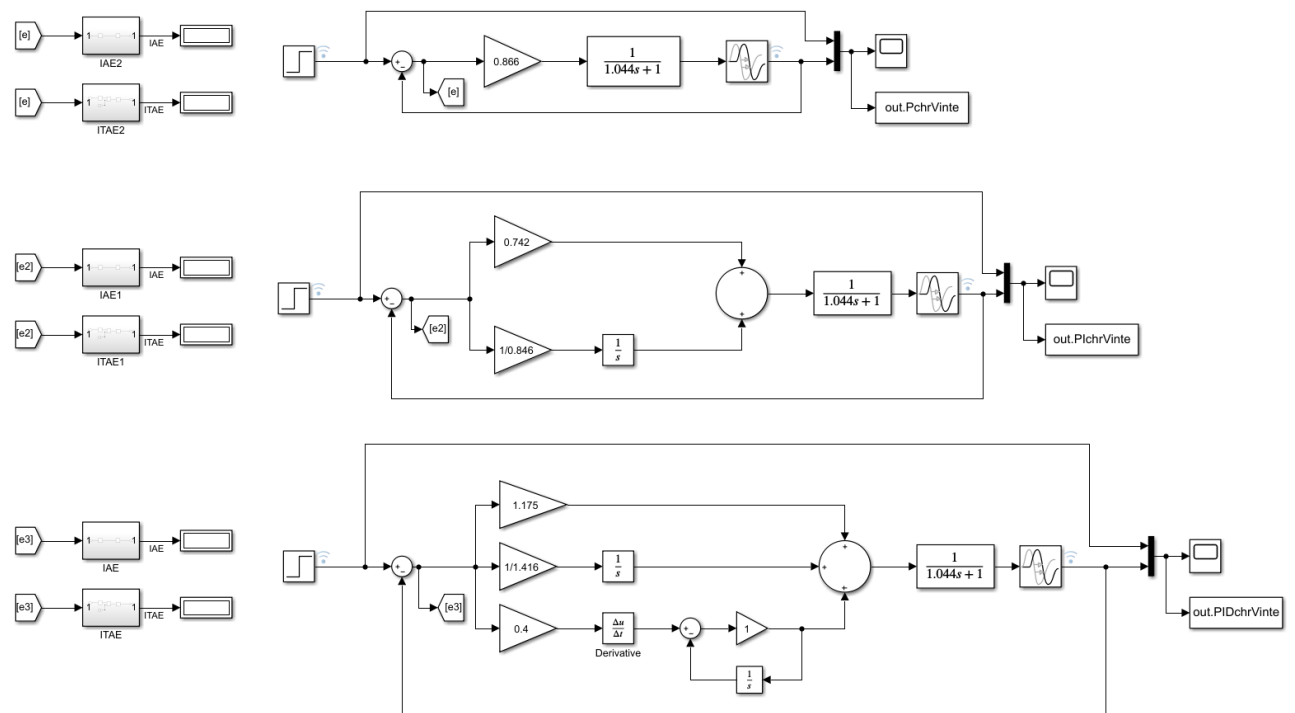 [e]
1
1
IAE
IAE2
[e]
1
1
ITAE
ITAE2
+
−
[e]
0.866
1
1.044s + 1
out.PchrVinte
[e2]
1
1
IAE
IAE1
[e2]
1
1
ITAE
ITAE1
+
−
[e2]
0.742
1/0.846
1
s
+
+
1
1.044s + 1
out.PIchrVinte
[e3]
1
1
IAE
IAE
[e3]
1
1
ITAE
ITAE
+
−
[e3]
1.175
1/1.416
1
s
0.4
Δu
Δt
Derivative
+
−
1
1
s
+
+
+
1
1.044s + 1
out.PIDchrVinte